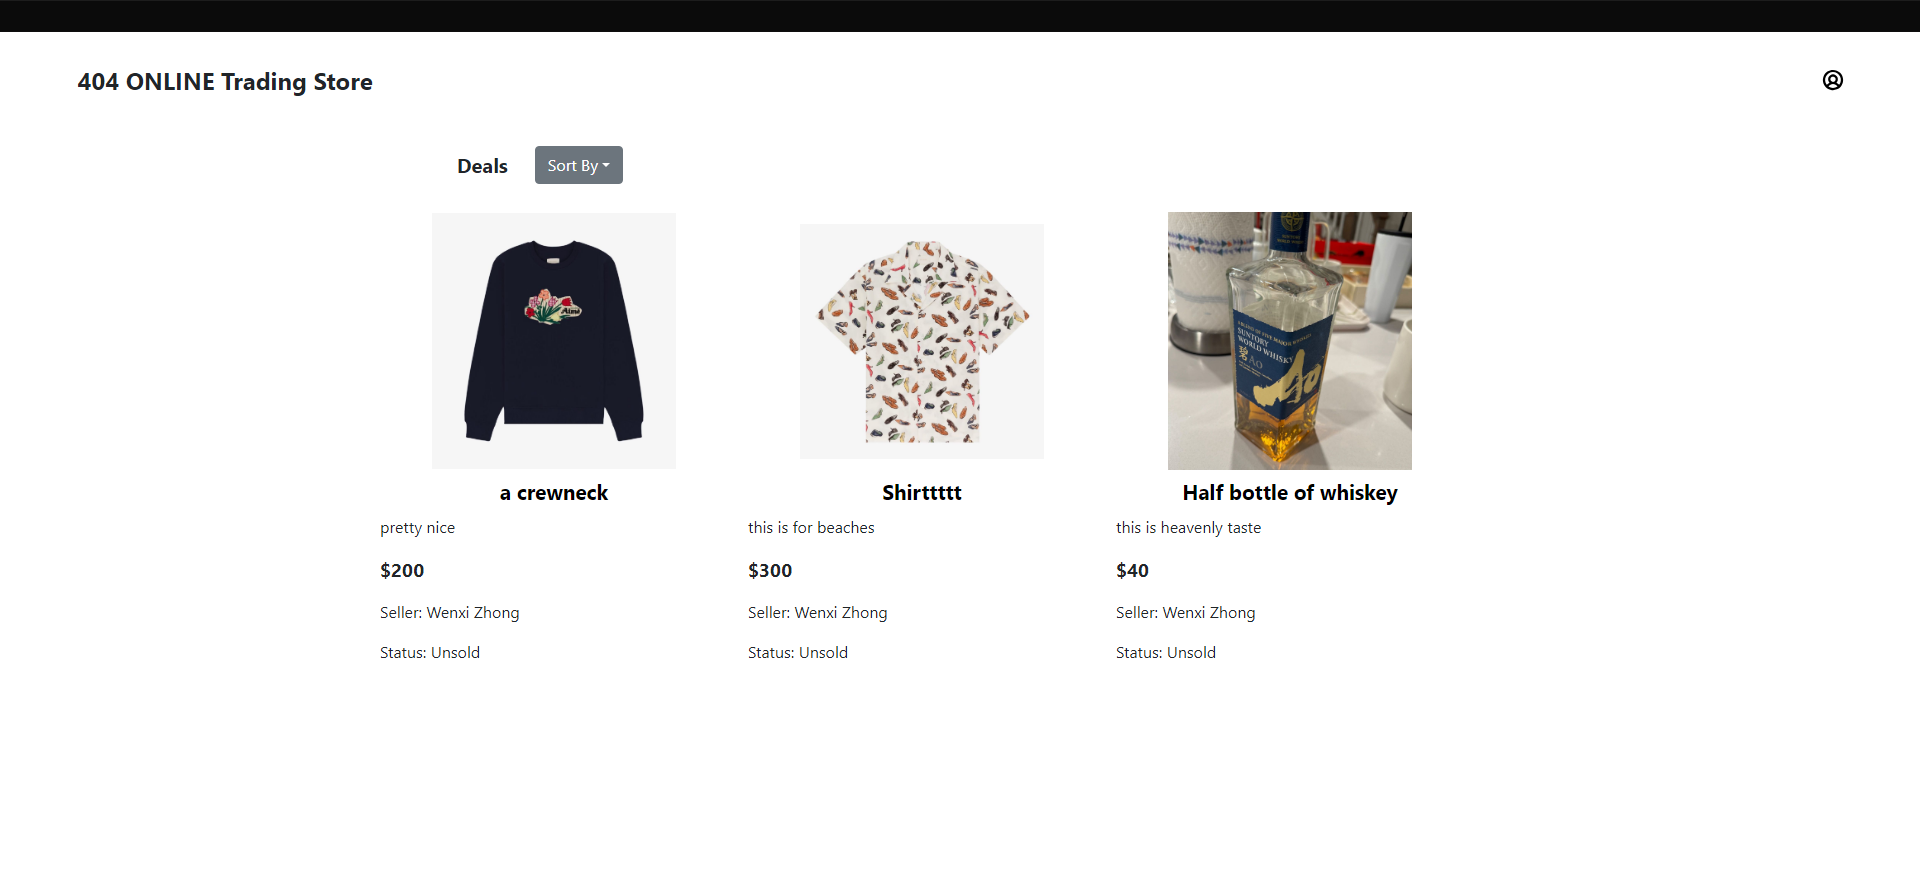 404 ONLINE Trading Store
Deals
Sort By
Aimé
SUNTORY
WORLD WHISKY
碧 AO
Ao
a crewneck
Shirttttt
Half bottle of whiskey
pretty nice
this is for beaches
this is heavenly taste
$200
$300
$40
Seller: Wenxi Zhong
Seller: Wenxi Zhong
Seller: Wenxi Zhong
Status: Unsold
Status: Unsold
Status: Unsold